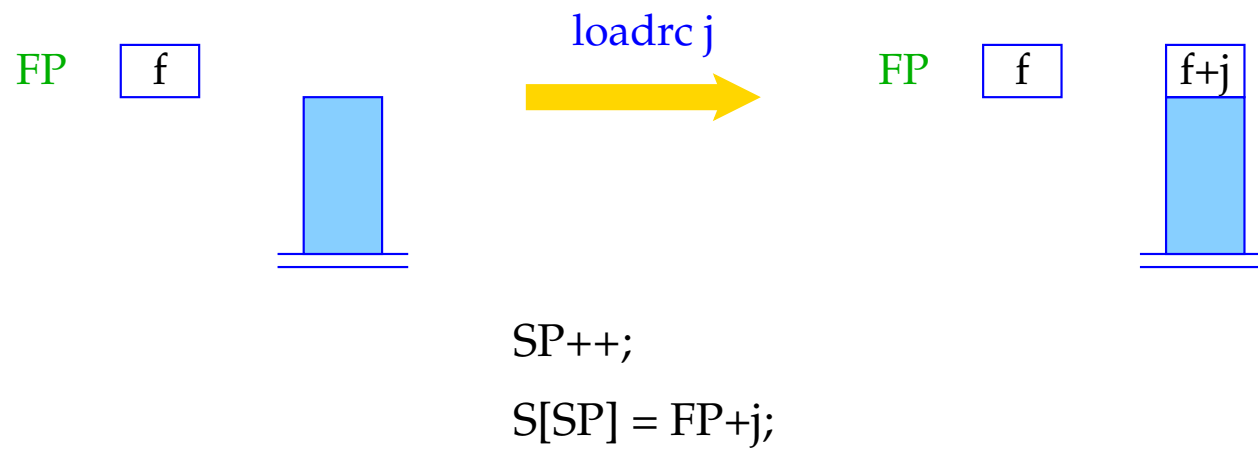 loadrc j
FP f FP f f+j
SP++;
S[SP] = FP+j;